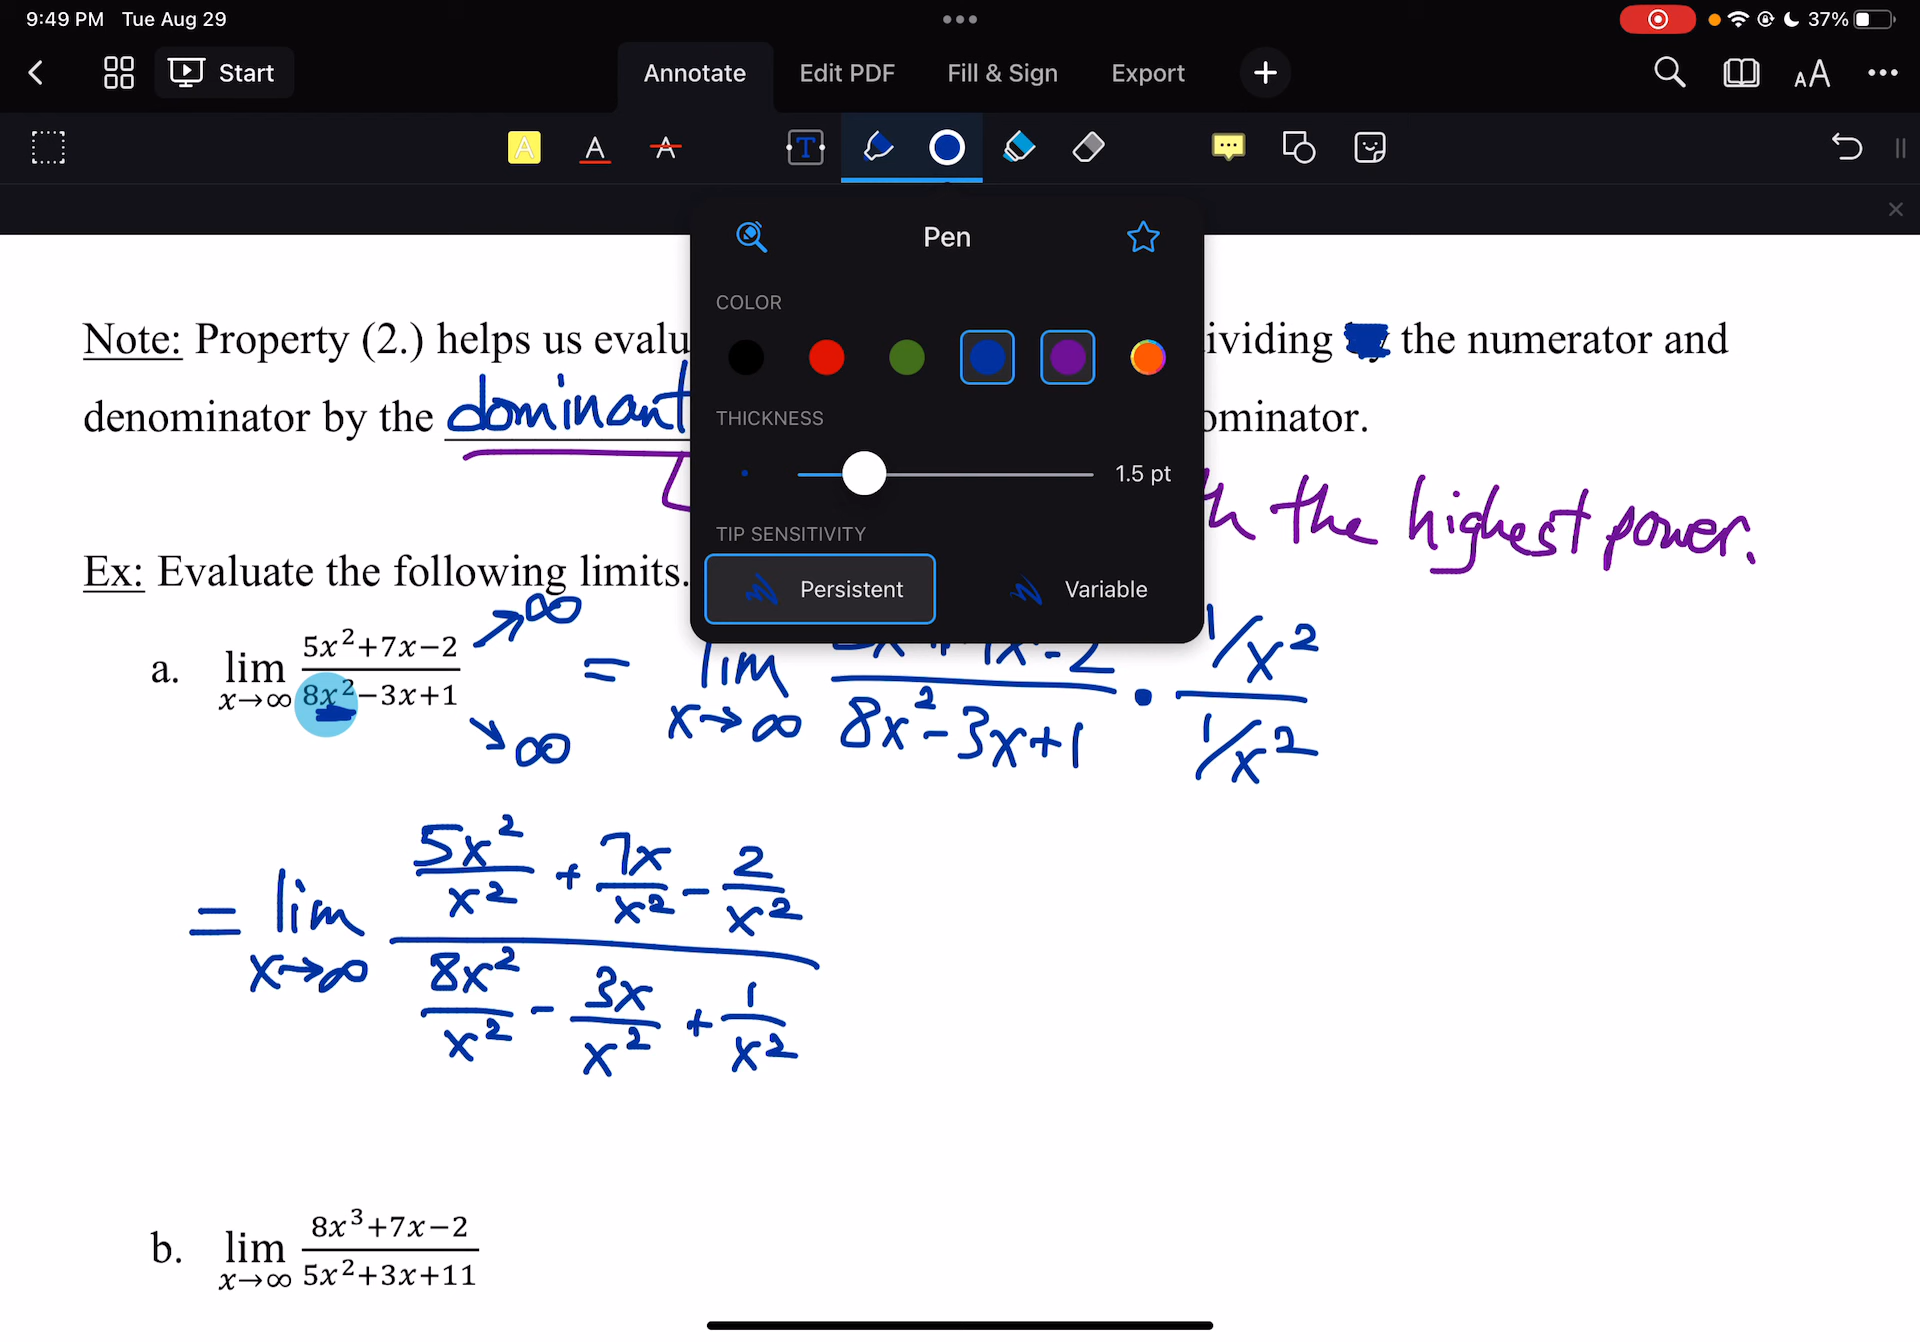 9:49 PM Tue Aug 29
37%
Start
Annotate Edit PDF Fill & Sign Export
AA
A A A T
Pen
COLOR
THICKNESS
1.5 pt
TIP SENSITIVITY
Persistent Variable
Note: Property (2.) helps us evalu ividing the numerator and
denominator by the dominant ominator.
h the highest power.
Ex: Evaluate the following limits.
a. lim x→∞ (5x²+7x−2)/(8x²−3x+1) ↗∞ ↘∞ = lim x→∞ (5x²+7x-2)/(8x²-3x+1) • (1/x²)/(1/x²)
= lim x→∞ (5x²/x² + 7x/x² - 2/x²)/(8x²/x² - 3x/x² + 1/x²)
b. lim x→∞ (8x³+7x−2)/(5x²+3x+11)